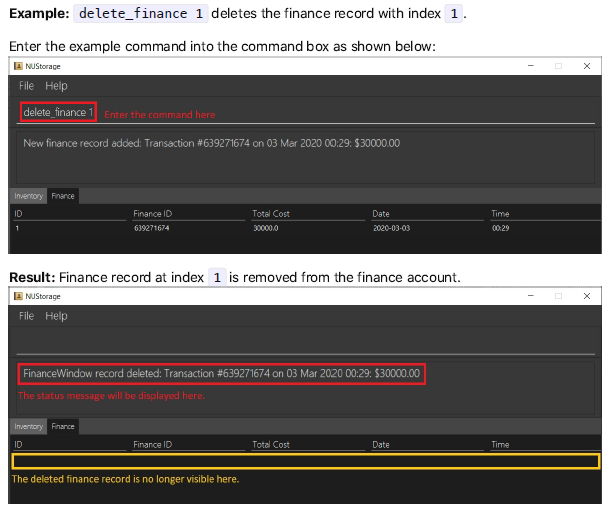 Example: delete_finance 1 deletes the finance record with index 1 .
Enter the example command into the command box as shown below:
NUStorage
File Help
delete_finance 1 Enter the command here
New finance record added: Transaction #639271674 on 03 Mar 2020 00:29: $30000.00
Inventory Finance
ID Finance ID Total Cost Date Time
1 639271674 30000.0 2020-03-03 00:29
Result: Finance record at index 1 is removed from the finance account.
NUStorage
File Help
FinanceWindow record deleted: Transaction #639271674 on 03 Mar 2020 00:29: $30000.00
The status message will be displayed here.
Inventory Finance
ID Finance ID Total Cost Date Time
The deleted finance record is no longer visible here.